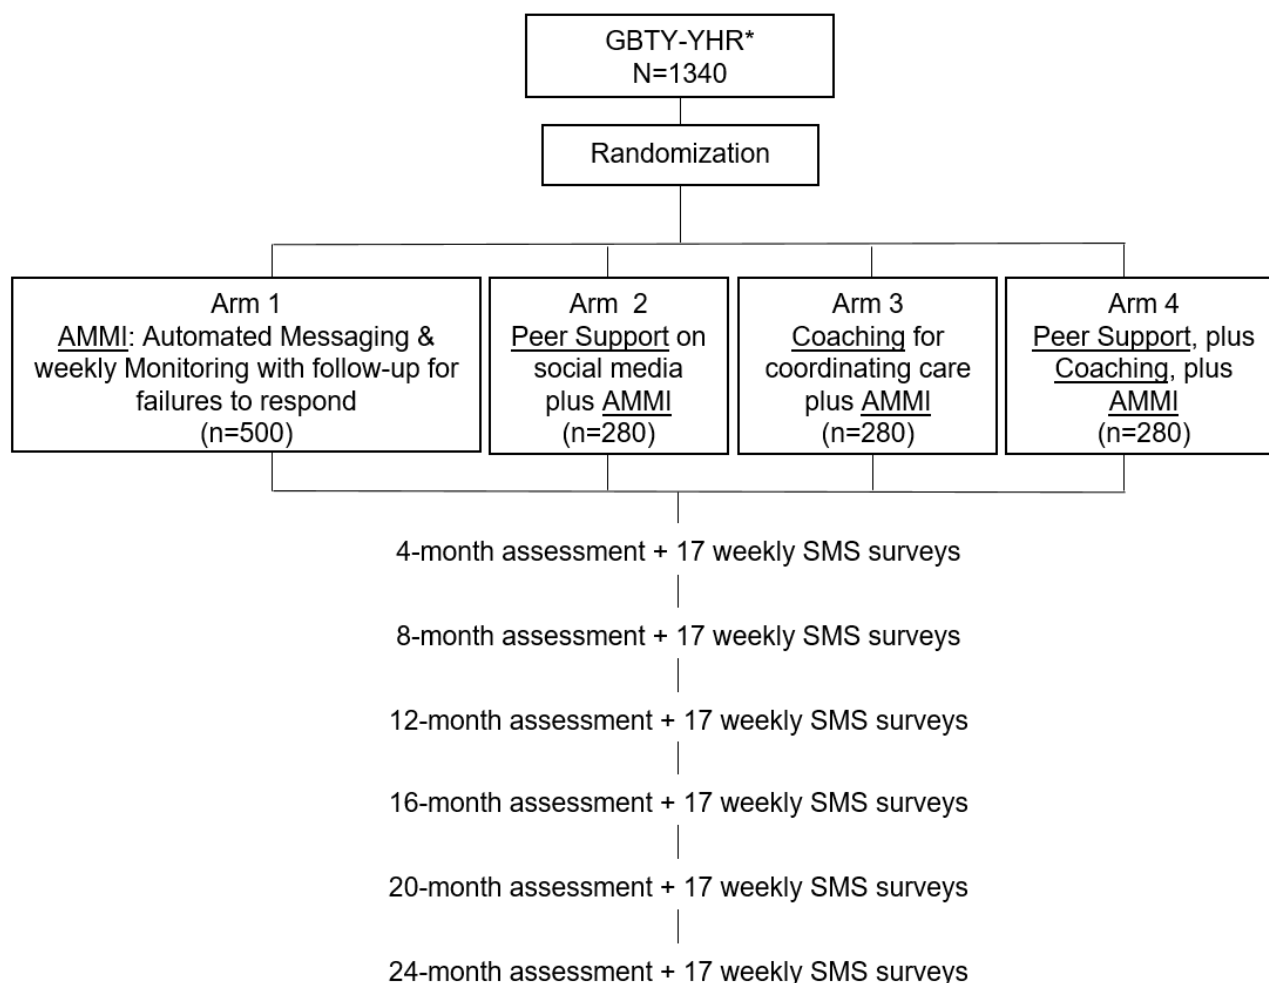 GBTY-YHR*
N=1340
Randomization
Arm 1
AMMI: Automated Messaging &
weekly Monitoring with follow-up for
failures to respond
(n=500)
Arm 2
Peer Support on
social media
plus AMMI
(n=280)
Arm 3
Coaching for
coordinating care
plus AMMI
(n=280)
Arm 4
Peer Support, plus
Coaching, plus
AMMI
(n=280)
4-month assessment + 17 weekly SMS surveys
8-month assessment + 17 weekly SMS surveys
12-month assessment + 17 weekly SMS surveys
16-month assessment + 17 weekly SMS surveys
20-month assessment + 17 weekly SMS surveys
24-month assessment + 17 weekly SMS surveys